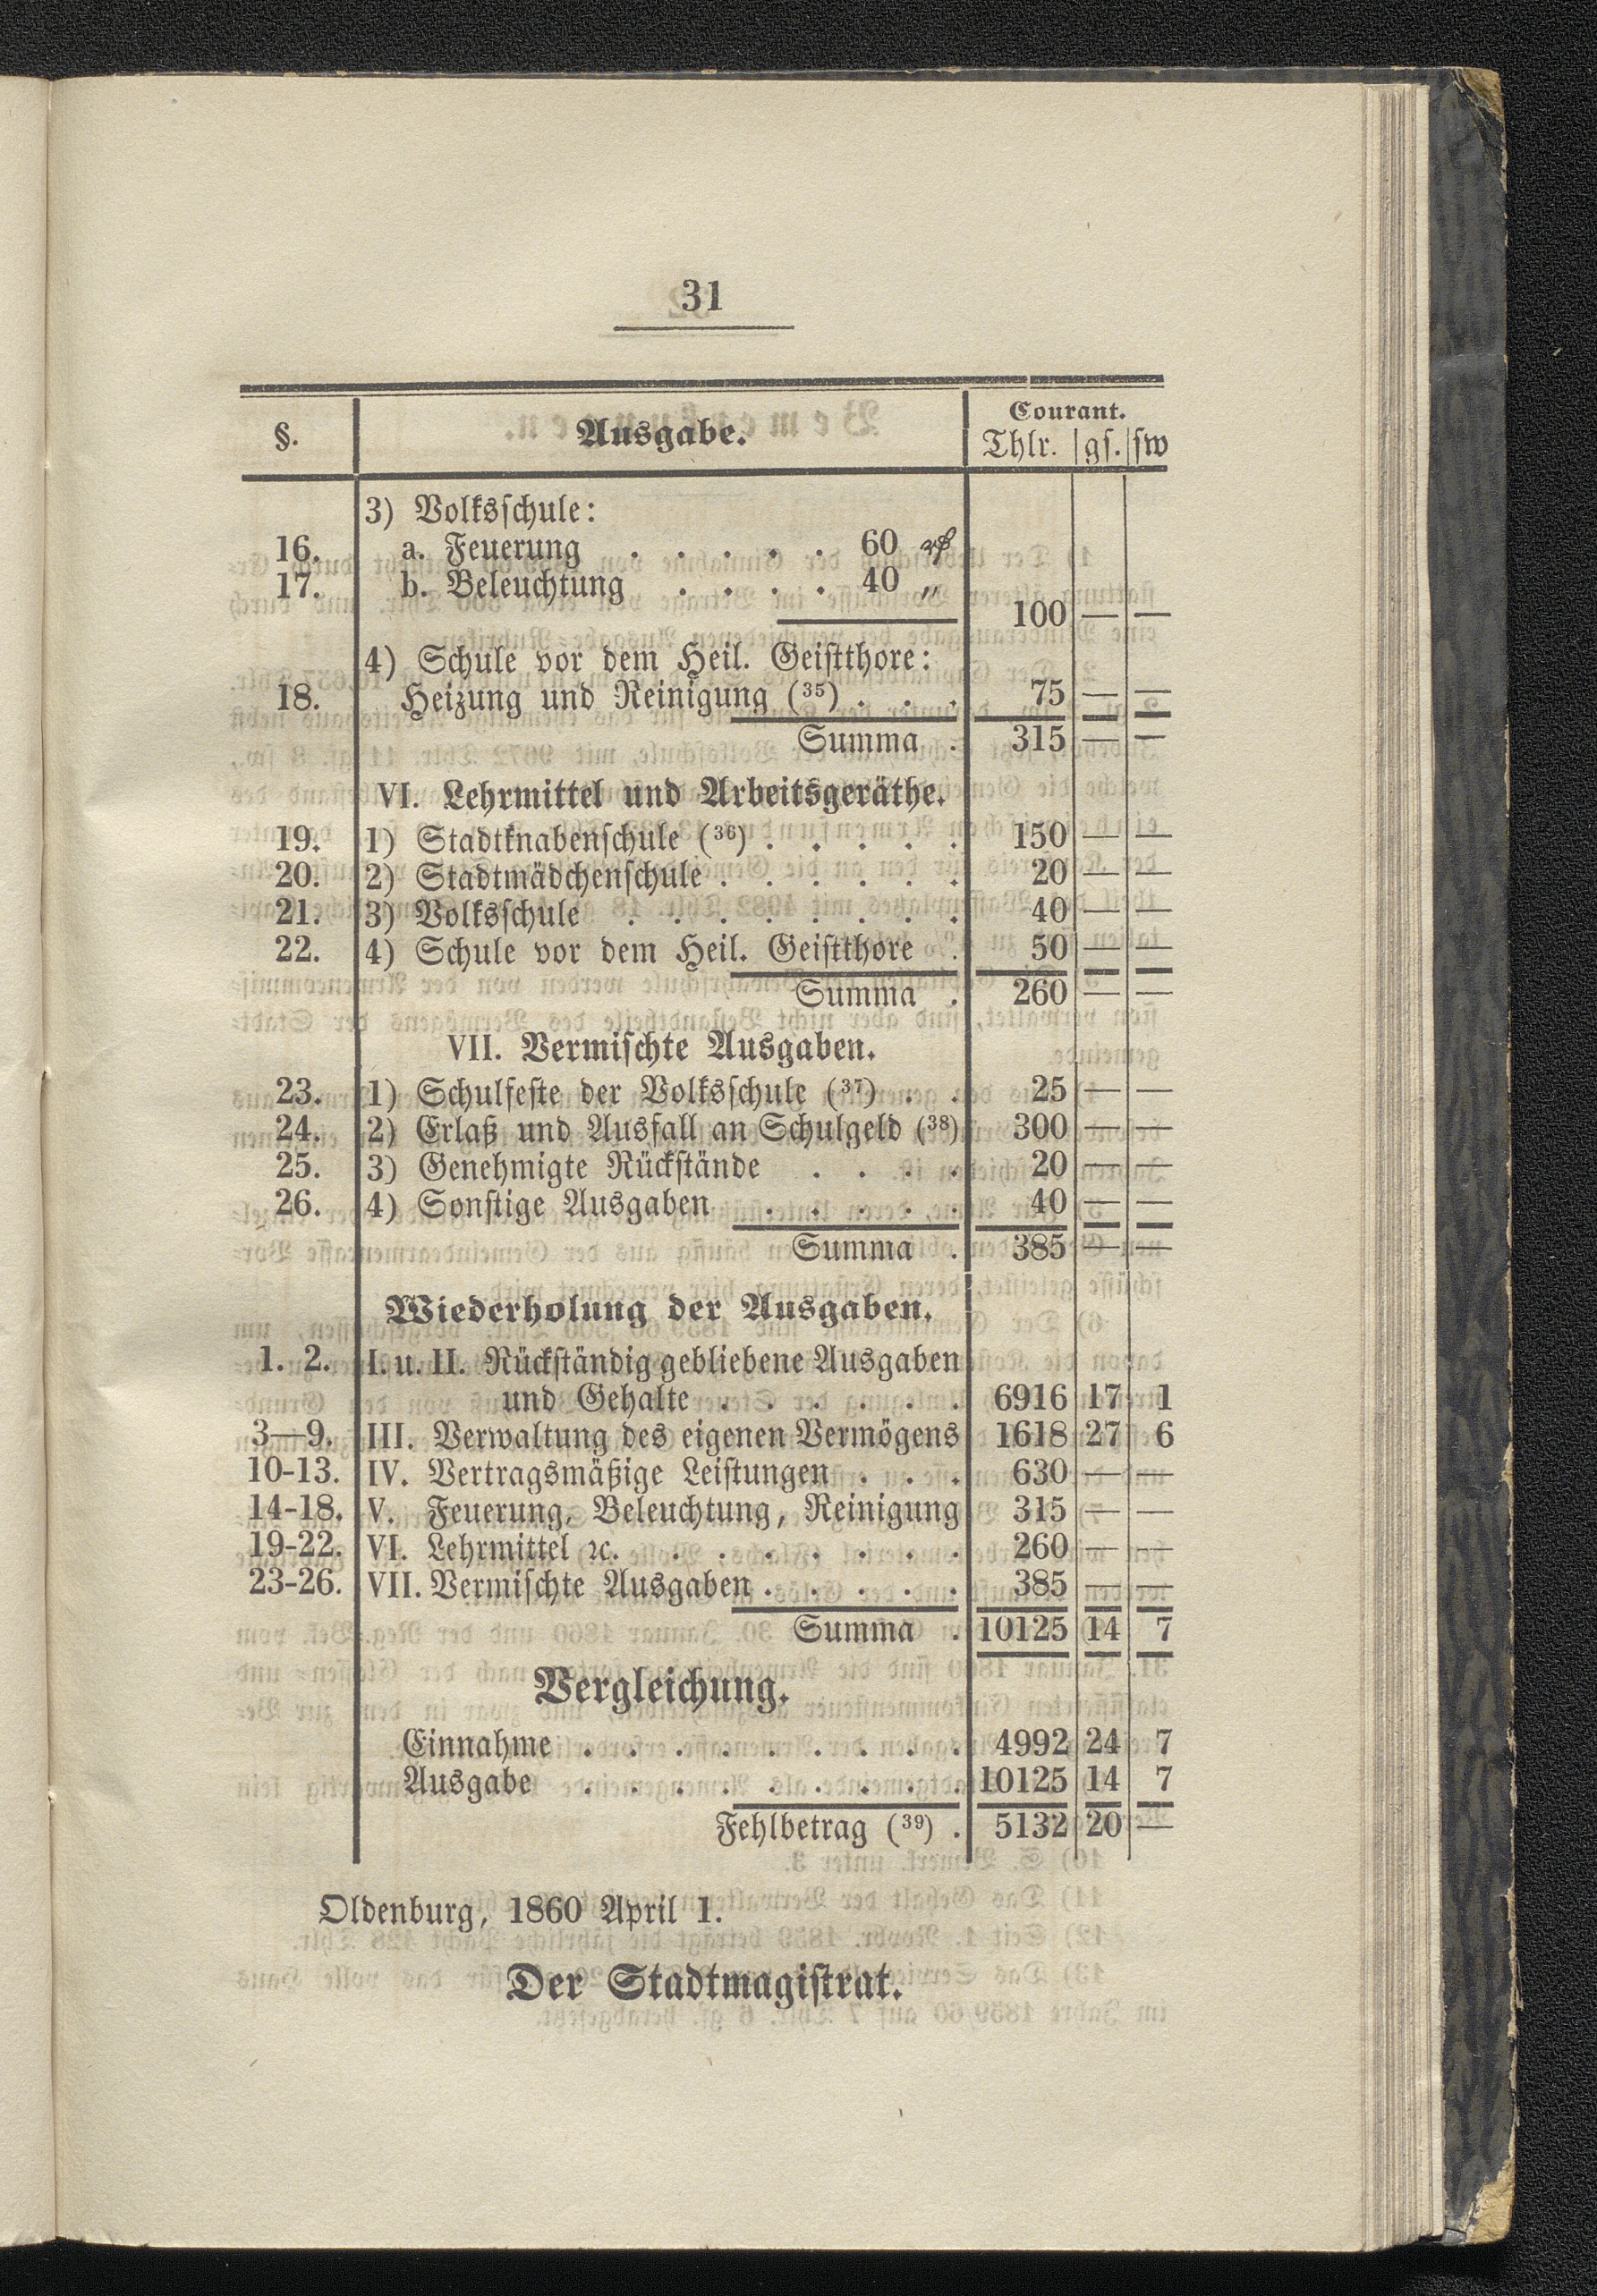 31
§. Ausgabe. Courant.
Thlr. gſ. ſw
3) Volksſchule:
16. a. Feuerung . . . . . 60 ₰
17. b. Beleuchtung . . . . 40 „
100 — —
4) Schule vor dem Heil. Geiſtthore:
18. Heizung und Reinigung (³⁵) . . . 75 — —
Summa . 315 — —
VI. Lehrmittel und Arbeitsgeräthe.
19. 1) Stadtknabenſchule (³⁶) . . . . . 150 — —
20. 2) Stadtmädchenſchule . . . . . . 20 — —
21. 3) Volksſchule . . . . . . . . 40 — —
22. 4) Schule vor dem Heil. Geiſtthore . 50 — —
Summa . 260 — —
VII. Vermiſchte Ausgaben.
23. 1) Schulfeſte der Volksſchule (³⁷) . . 25 — —
24. 2) Erlaß und Ausfall an Schulgeld (³⁸) 300 — —
25. 3) Genehmigte Rückſtände . . . . 20 — —
26. 4) Sonſtige Ausgaben . . . . . 40 — —
Summa . 385 — —
Wiederholung der Ausgaben.
1. 2. I. u. II. Rückſtändig gebliebene Ausgaben
und Gehalte . . . . . . 6916 17 1
3—9. III. Verwaltung des eigenen Vermögens 1618 27 6
10-13. IV. Vertragsmäßige Leiſtungen . . . 630 — —
14-18. V. Feuerung, Beleuchtung, Reinigung 315 — —
19-22. VI. Lehrmittel ꝛc. . . . . . . . 260 — —
23-26. VII. Vermiſchte Ausgaben . . . . . 385 — —
Summa . 10125 14 7
Vergleichung.
Einnahme . . . . . . . . . 4992 24 7
Ausgabe . . . . . . . . . 10125 14 7
Fehlbetrag (³⁹) . 5132 20 —
Oldenburg, 1860 April 1.
Der Stadtmagiſtrat.